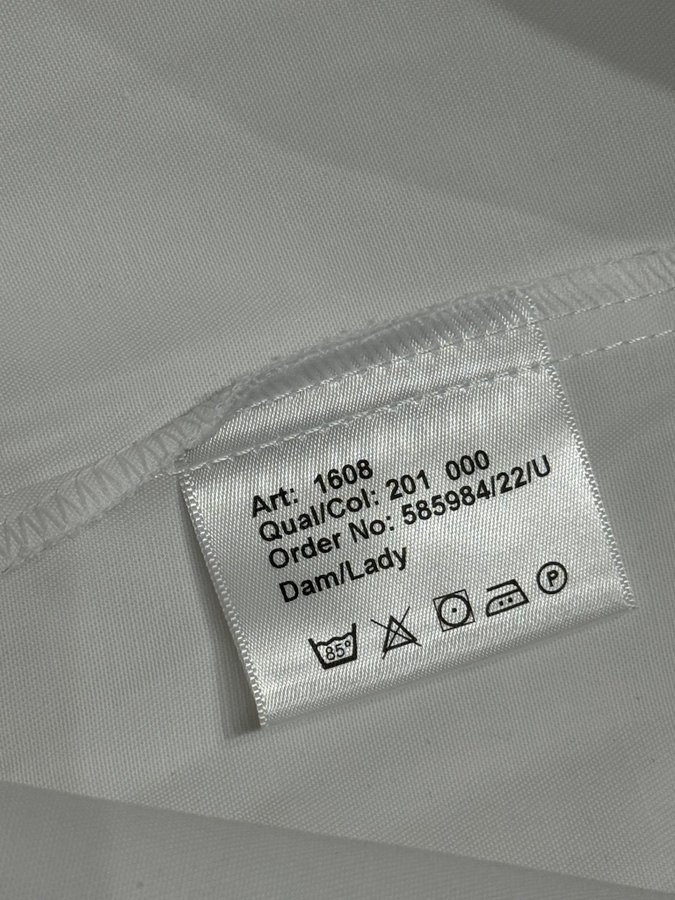 Art: 1608
Qual/Col: 201 000
Order No: 585984/22/U
Dam/Lady
85° P